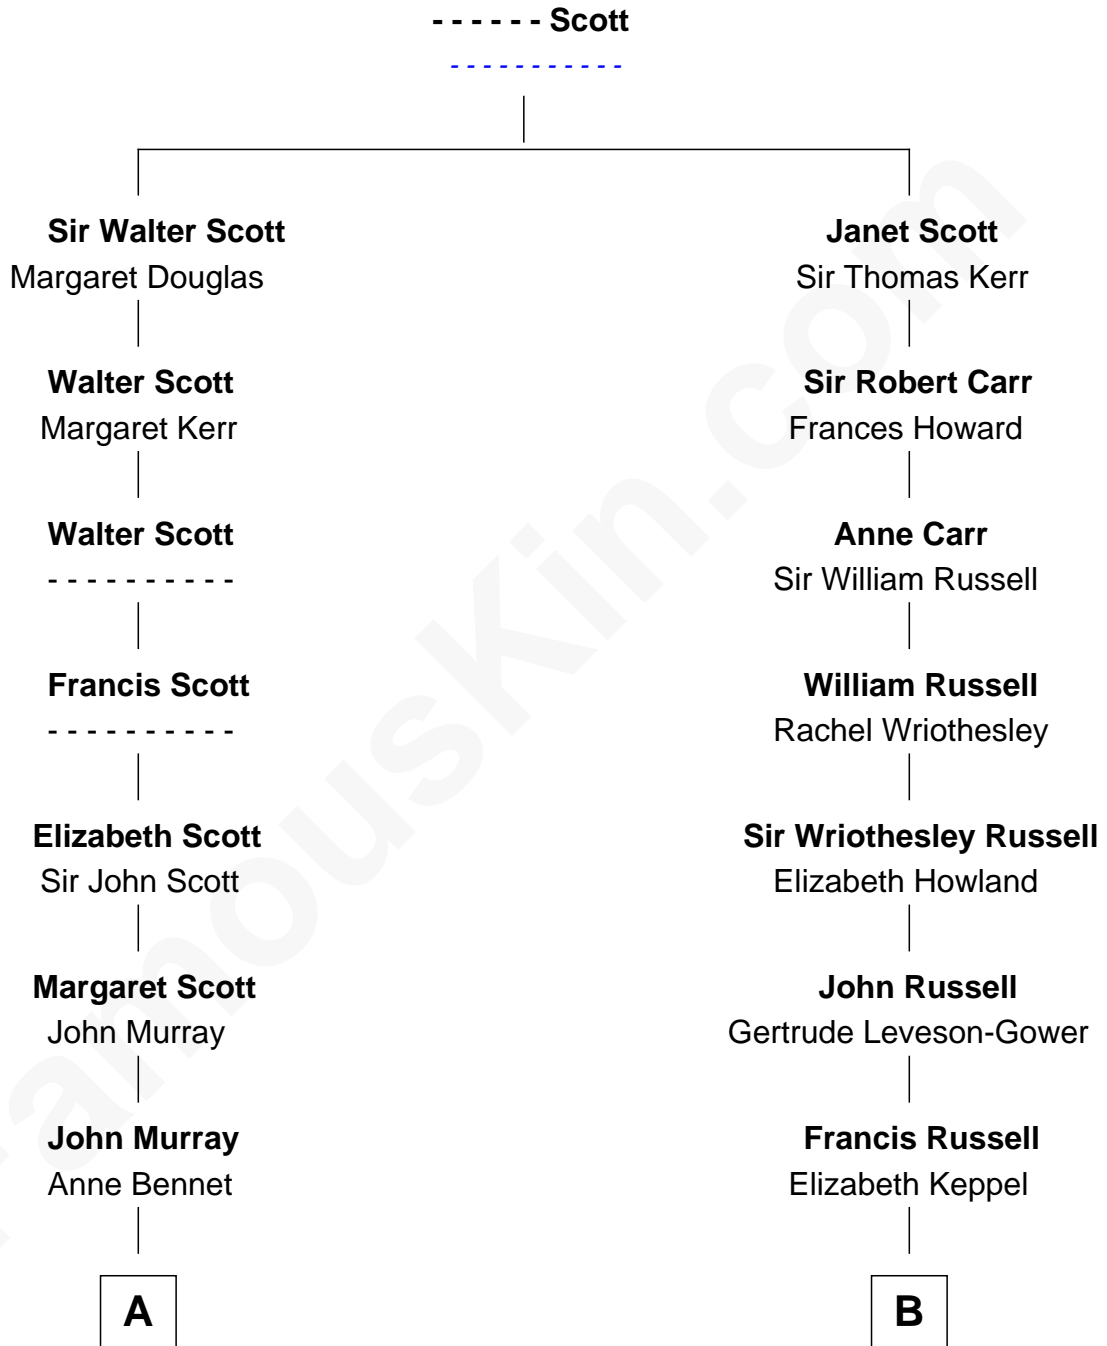 - - - - - - Scott
- - - - - - - - - - -
Sir Walter Scott
Margaret Douglas
Janet Scott
Sir Thomas Kerr
Walter Scott
Margaret Kerr
Sir Robert Carr
Frances Howard
Walter Scott
- - - - - - - - - -
Anne Carr
Sir William Russell
Francis Scott
- - - - - - - - - -
William Russell
Rachel Wriothesley
Elizabeth Scott
Sir John Scott
Sir Wriothesley Russell
Elizabeth Howland
Margaret Scott
John Murray
John Russell
Gertrude Leveson-Gower
John Murray
Anne Bennet
Francis Russell
Elizabeth Keppel
A
B
FamousKin.com